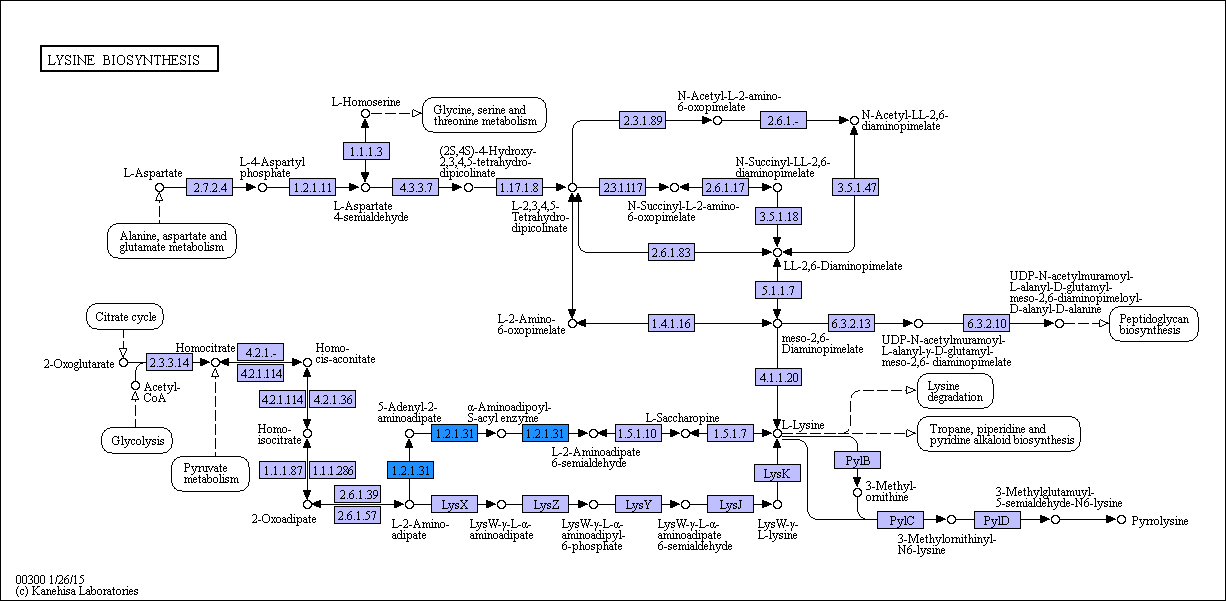 LYSINE BIOSYNTHESIS
L-Homoserine
Glycine, serine and
threonine metabolism
N-Acetyl-L-2-amino-
6-oxopimelate
2.3.1.89
2.6.1.-
N-Acetyl-LL-2,6-
diaminopimelate
1.1.1.3
L-Aspartate
L-4-Aspartyl
phosphate
(2S,4S)-4-Hydroxy-
2,3,4,5-tetrahydro-
dipicolinate
N-Succinyl-LL-2,6-
diaminopimelate
2.7.2.4
1.2.1.11
4.3.3.7
1.17.1.8
2.3.1.117
2.6.1.17
3.5.1.47
L-Aspartate
4-semialdehyde
L-2,3,4,5-
Tetrahydro-
dipicolinate
N-Succinyl-L-2-amino-
6-oxopimelate
3.5.1.18
Alanine, aspartate and
glutamate metabolism
2.6.1.83
LL-2,6-Diaminopimelate
5.1.1.7
UDP-N-acetylmuramoyl-
L-alanyl-D-glutamyl-
meso-2,6-diaminopimeloyl-
D-alanyl-D-alanine
Citrate cycle
L-2-Amino-
6-oxopimelate
1.4.1.16
6.3.2.13
6.3.2.10
Peptidoglycan
biosynthesis
meso-2,6-
Diaminopimelate
UDP-N-acetylmuramoyl-
L-alanyl-γ-D-glutamyl-
meso-2,6- diaminopimelate
2-Oxoglutarate
2.3.3.14
Homocitrate
4.2.1.-
4.2.1.114
Homo-
cis-aconitate
4.1.1.20
Acetyl-
CoA
4.2.1.114
4.2.1.36
Lysine
degradation
5-Adenyl-2-
aminoadipate
α-Aminoadipoyl-
S-acyl enzyme
L-Saccharopine
L-Lysine
Glycolysis
Homo-
isocitrate
1.2.1.31
1.2.1.31
1.5.1.10
1.5.1.7
Tropane, piperidine and
pyridine alkaloid biosynthesis
L-2-Aminoadipate
6-semialdehyde
Pyruvate
metabolism
1.1.1.87
1.1.1.286
1.2.1.31
LysK
PylB
2.6.1.39
2.6.1.57
3-Methyl-
ornithine
2-Oxoadipate
L-2-Amino-
adipate
LysX
LysZ
LysY
LysJ
3-Methylglutamuyl-
5-semialdehyde-N6-lysine
LysW-γ-L-α-
aminoadipate
LysW-γ-L-α-
aminoadipyl-
6-phosphate
LysW-γ-L-α-
aminoadipate
6-semialdehyde
LysW-γ-
L-lysine
PylC
PylD
Pyrrolysine
3-Methylornithinyl-
N6-lysine
00300 1/26/15
(c) Kanehisa Laboratories